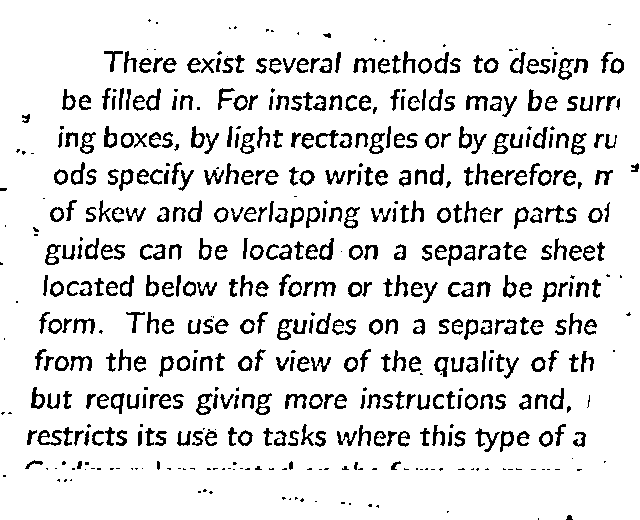 There exist several methods to design fo
be filled in. For instance, fields may be surr
ing boxes, by light rectangles or by guiding ru
ods specify where to write and, therefore, m
of skew and overlapping with other parts of
guides can be located on a separate sheet
located below the form or they can be print
form. The use of guides on a separate she
from the point of view of the quality of th
but requires giving more instructions and,
restricts its use to tasks where this type of a